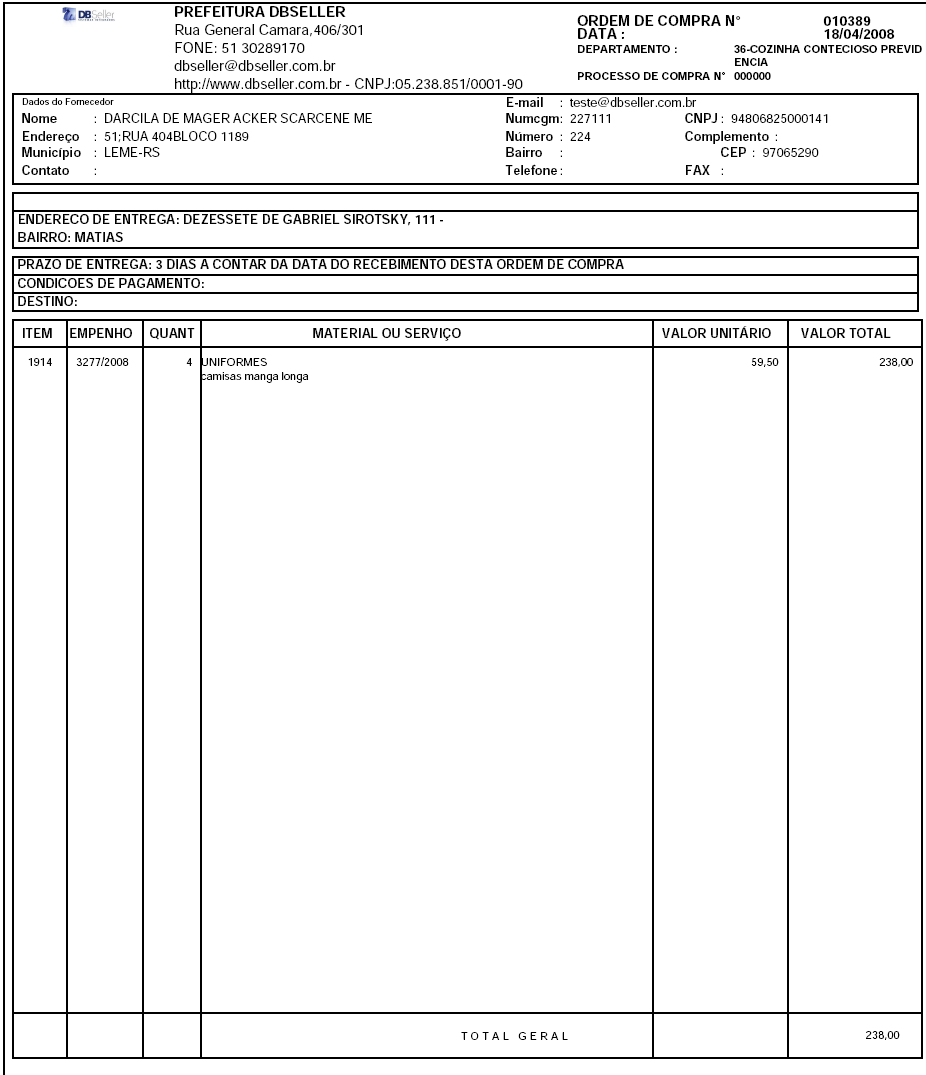 DBSeller
PREFEITURA DBSELLER
Rua General Camara,406/301
FONE: 51 30289170
dbseller@dbseller.com.br
http://www.dbseller.com.br - CNPJ:05.238.851/0001-90
ORDEM DE COMPRA N° 010389
DATA : 18/04/2008
DEPARTAMENTO : 36-COZINHA CONTECIOSO PREVID
ENCIA
PROCESSO DE COMPRA N° 000000
Dados do Fornecedor
E-mail : teste@dbseller.com.br
Nome : DARCILA DE MAGER ACKER SCARCENE ME Numcgm: 227111 CNPJ : 94806825000141
Endereço : 51;RUA 404BLOCO 1189 Número : 224 Complemento :
Município : LEME-RS Bairro : CEP : 97065290
Contato : Telefone : FAX :
ENDERECO DE ENTREGA: DEZESSETE DE GABRIEL SIROTSKY, 111 -
BAIRRO: MATIAS
PRAZO DE ENTREGA: 3 DIAS A CONTAR DA DATA DO RECEBIMENTO DESTA ORDEM DE COMPRA
CONDICOES DE PAGAMENTO:
DESTINO:
ITEM EMPENHO QUANT MATERIAL OU SERVIÇO VALOR UNITÁRIO VALOR TOTAL
1914 3277/2008 4 UNIFORMES 59,50 238,00
camisas manga longa
TOTAL GERAL 238,00